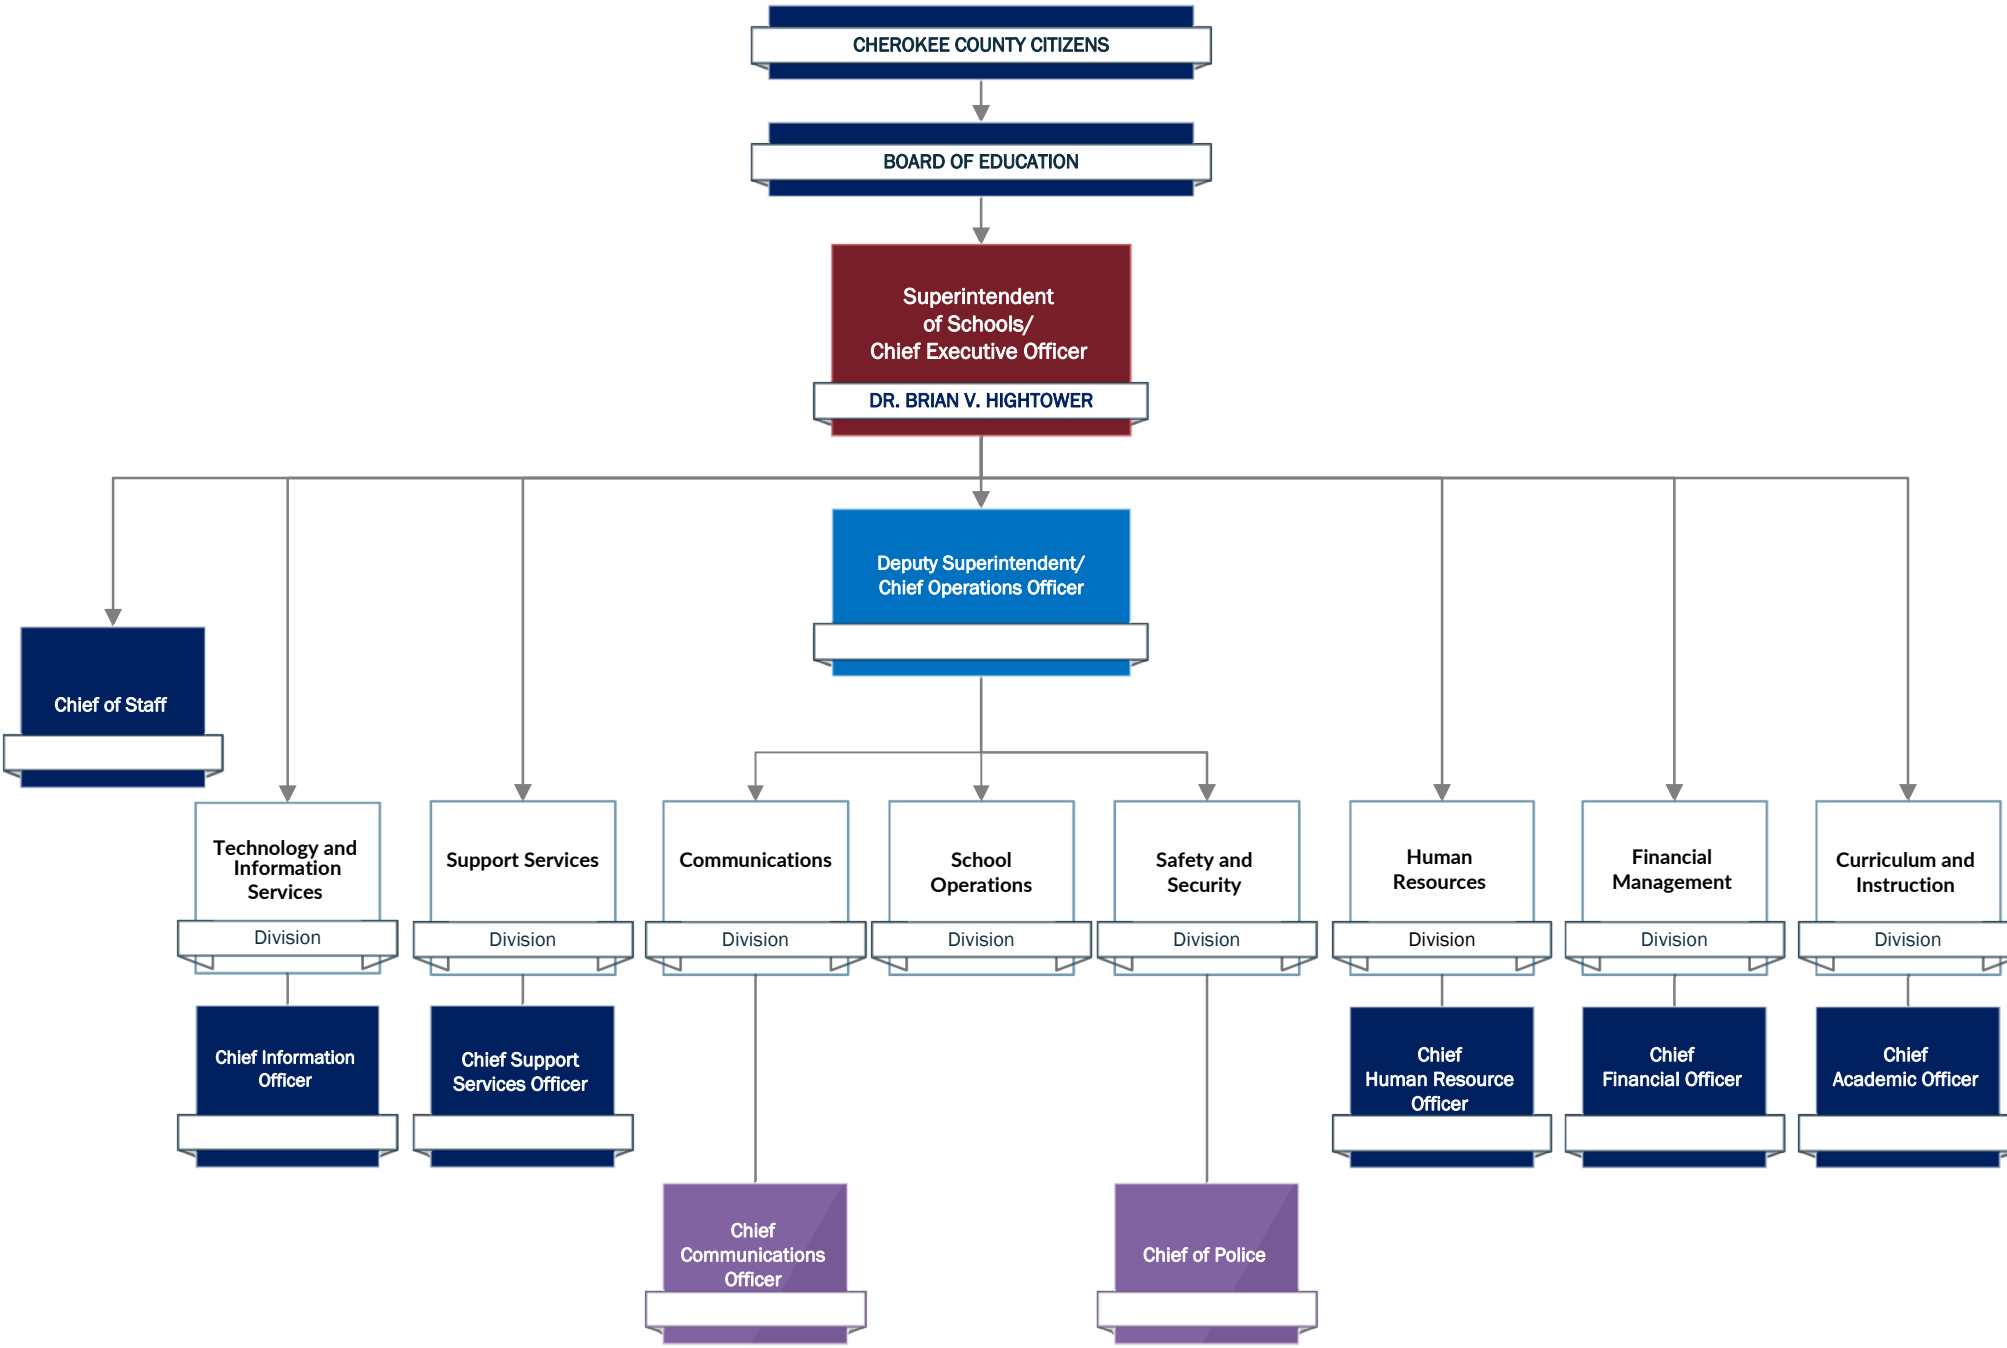 CHEROKEE COUNTY CITIZENS
BOARD OF EDUCATION
Superintendent
of Schools/
Chief Executive Officer
DR. BRIAN V. HIGHTOWER
Deputy Superintendent/
Chief Operations Officer
Chief of Staff
Technology and
Information
Services
Division
Support Services
Division
Communications
Division
School
Operations
Division
Safety and
Security
Division
Human
Resources
Division
Financial
Management
Division
Curriculum and
Instruction
Division
Chief Information
Officer
Chief Support
Services Officer
Chief
Human Resource
Officer
Chief
Financial Officer
Chief
Academic Officer
Chief
Communications
Officer
Chief of Police